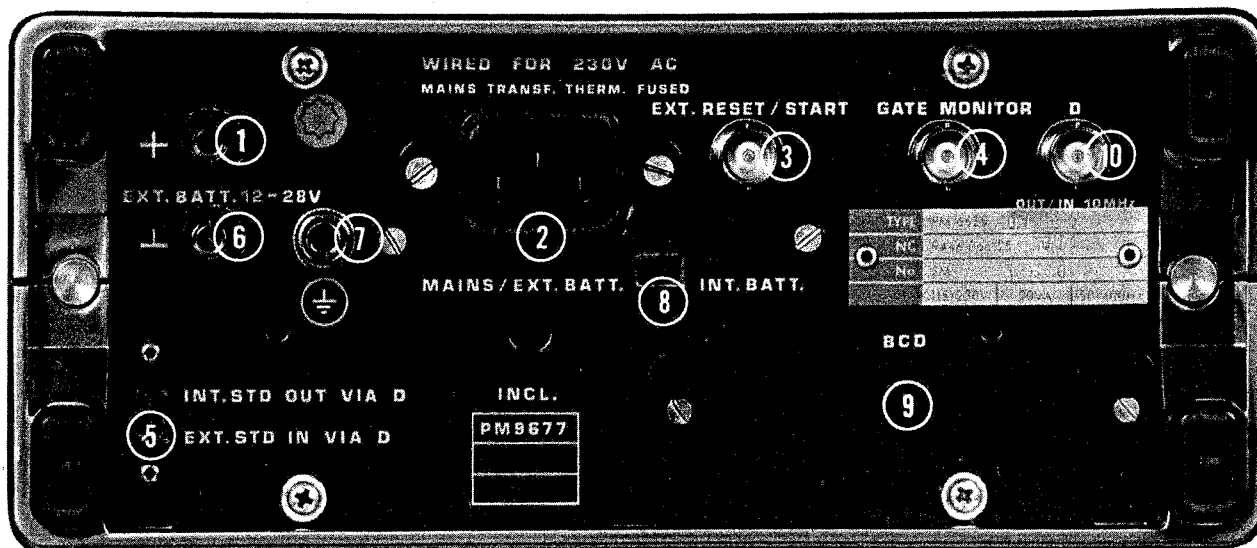 WIRED FOR 230V AC
MAINS TRANSF. THERM. FUSED
EXT. RESET / START
GATE MONITOR
D
+
1
3
4
10
EXT. BATT. 12-28V
OUT/IN 10MHz
⊥
6
7
2
TYPE
NC
No
MAINS / EXT. BATT.
8
INT. BATT.
BCD
INT. STD OUT VIA D
INCL.
9
5
EXT. STD IN VIA D
PM9677